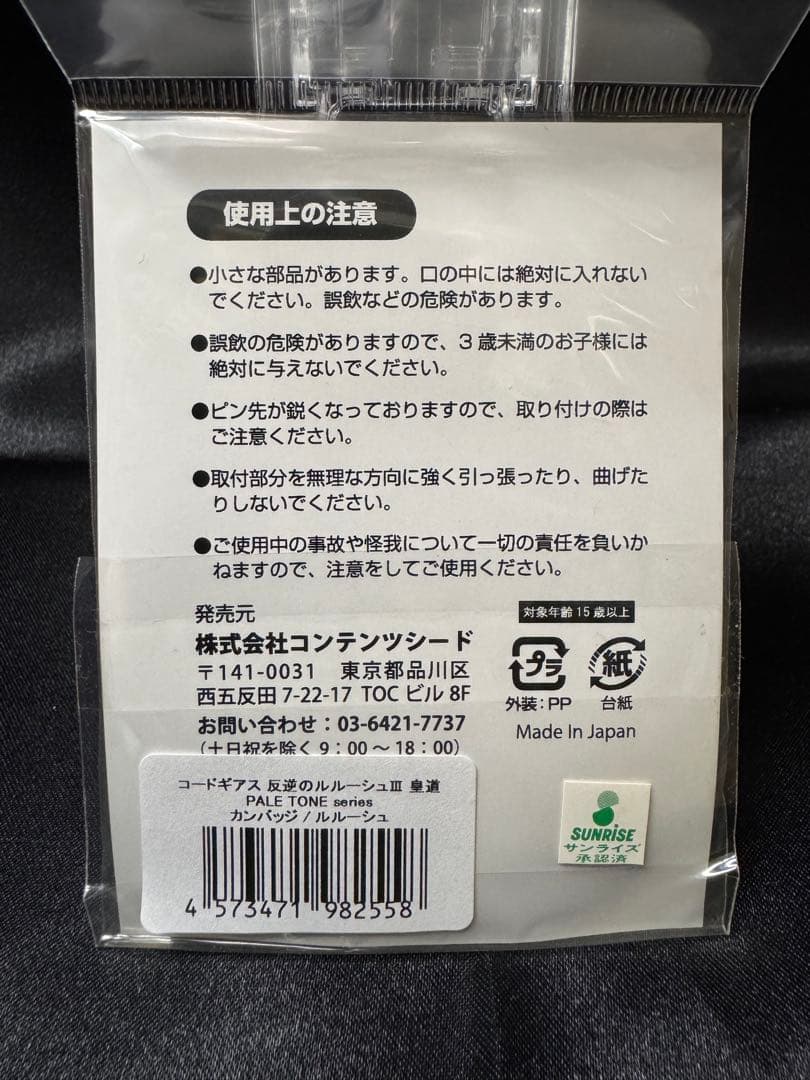 使用上の注意
●小さな部品があります。口の中には絶対に入れない
でください。誤飲などの危険があります。
●誤飲の危険がありますので、3歳未満のお子様には
絶対に与えないでください。
●ピン先が鋭くなっておりますので、取り付けの際は
ご注意ください。
●取付部分を無理な方向に強く引っ張ったり、曲げた
りしないでください。
●ご使用中の事故や怪我について一切の責任を負いか
ねますので、注意をしてご使用ください。
発売元
株式会社コンテンツシード
〒141-0031 東京都品川区
西五反田 7-22-17 TOC ビル 8F
お問い合わせ：03-6421-7737
(土日祝を除く 9：00 ～ 18：00)
対象年齢 15 歳以上
プラ
紙
外装：PP
台紙
Made In Japan
コードギアス 反逆のルルーシュⅢ 皇道
PALE TONE series
カンバッジ / ルルーシュ
4 573471 982558
SUNRISE
サンライズ
承認済